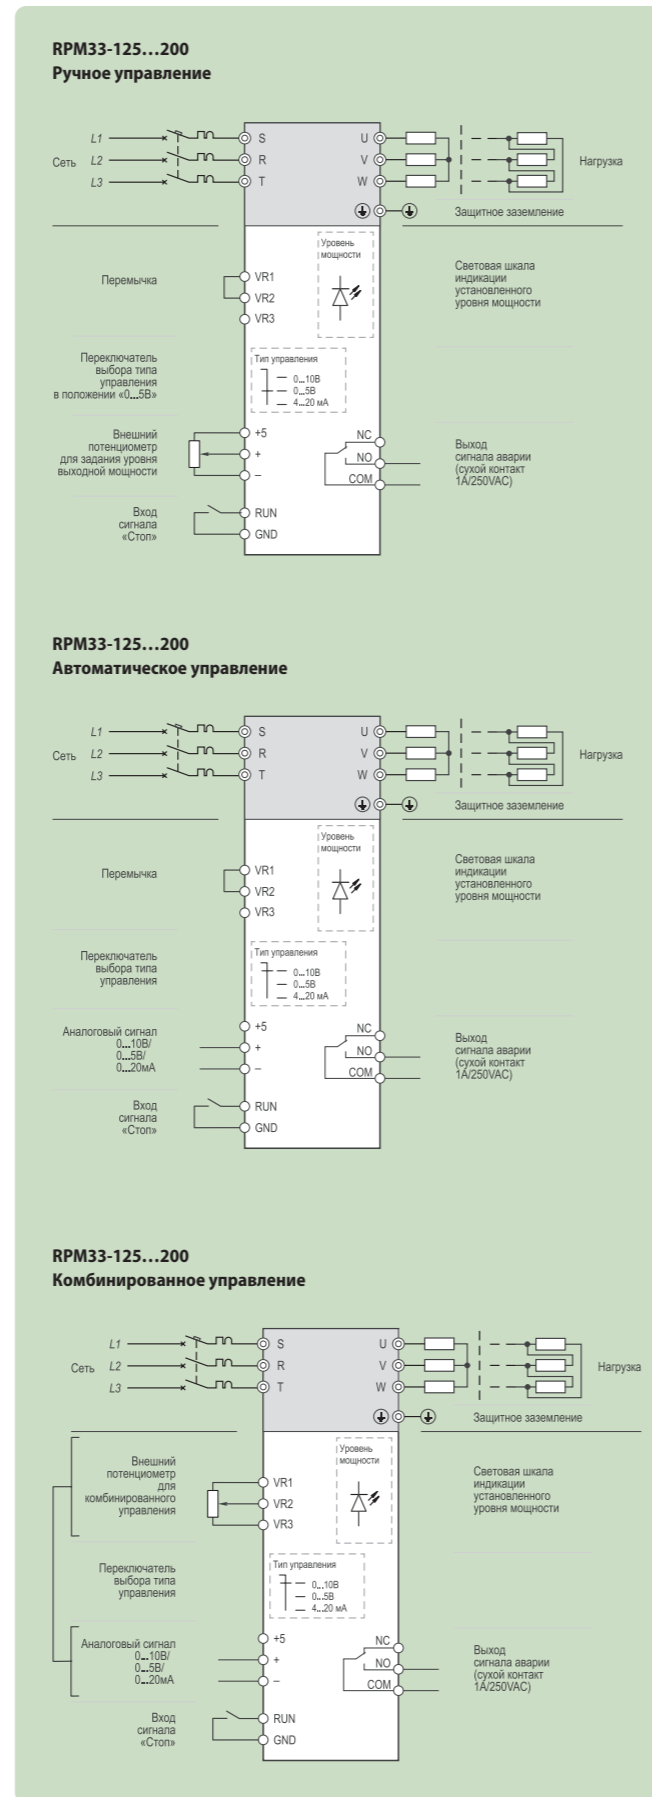 RPM33-125...200
Ручное управление
L1
Сеть L2
L3
S
R
T
U
V
W
Нагрузка
Защитное заземление
Перемычка
VR1
VR2
VR3
Уровень
мощности
Световая шкала
индикации
установленного
уровня мощности
Переключатель
выбора типа
управления
в положении «0...5В»
Тип управления
0...10В
0...5В
4...20 мА
Внешний
потенциометр
для задания уровня
выходной мощности
+5
+
–
NC
NO
COM
Выход
сигнала аварии
(сухой контакт
1A/250VAC)
Вход
сигнала
«Стоп»
RUN
GND
RPM33-125...200
Автоматическое управление
L1
Сеть L2
L3
S
R
T
U
V
W
Нагрузка
Защитное заземление
Перемычка
VR1
VR2
VR3
Уровень
мощности
Световая шкала
индикации
установленного
уровня мощности
Переключатель
выбора типа
управления
Тип управления
0...10В
0...5В
4...20 мА
Аналоговый сигнал
0...10В/
0...5В/
0...20мА
+5
+
–
NC
NO
COM
Выход
сигнала аварии
(сухой контакт
1A/250VAC)
Вход
сигнала
«Стоп»
RUN
GND
RPM33-125...200
Комбинированное управление
L1
Сеть L2
L3
S
R
T
U
V
W
Нагрузка
Защитное заземление
Внешний
потенциометр
для
комбинированного
управления
VR1
VR2
VR3
Уровень
мощности
Световая шкала
индикации
установленного
уровня мощности
Переключатель
выбора типа
управления
Тип управления
0...10В
0...5В
4...20 мА
Аналоговый сигнал
0...10В/
0...5В/
0...20мА
+5
+
–
NC
NO
COM
Выход
сигнала аварии
(сухой контакт
1A/250VAC)
Вход
сигнала
«Стоп»
RUN
GND